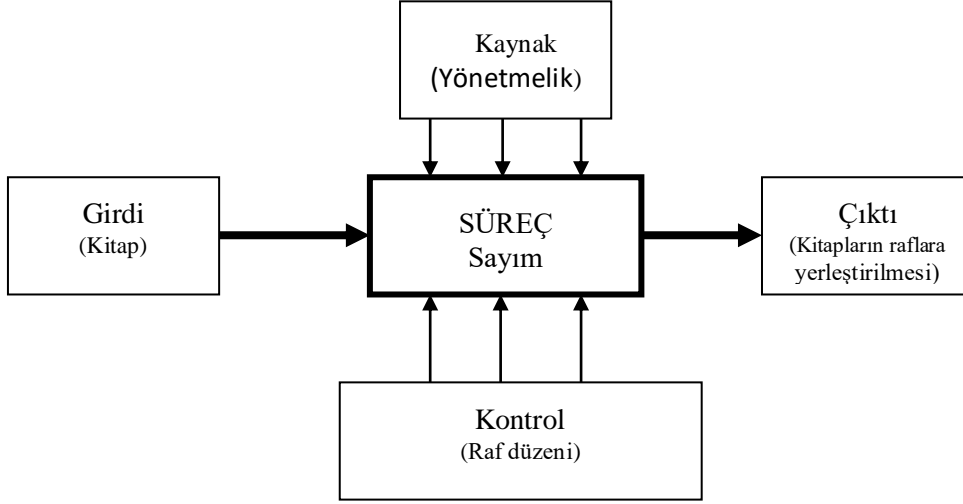 Kaynak
(Yönetmelik)
Girdi
(Kitap)
SÜREÇ
Sayım
Çıktı
(Kitapların raflara
yerleştirilmesi)
Kontrol
(Raf düzeni)